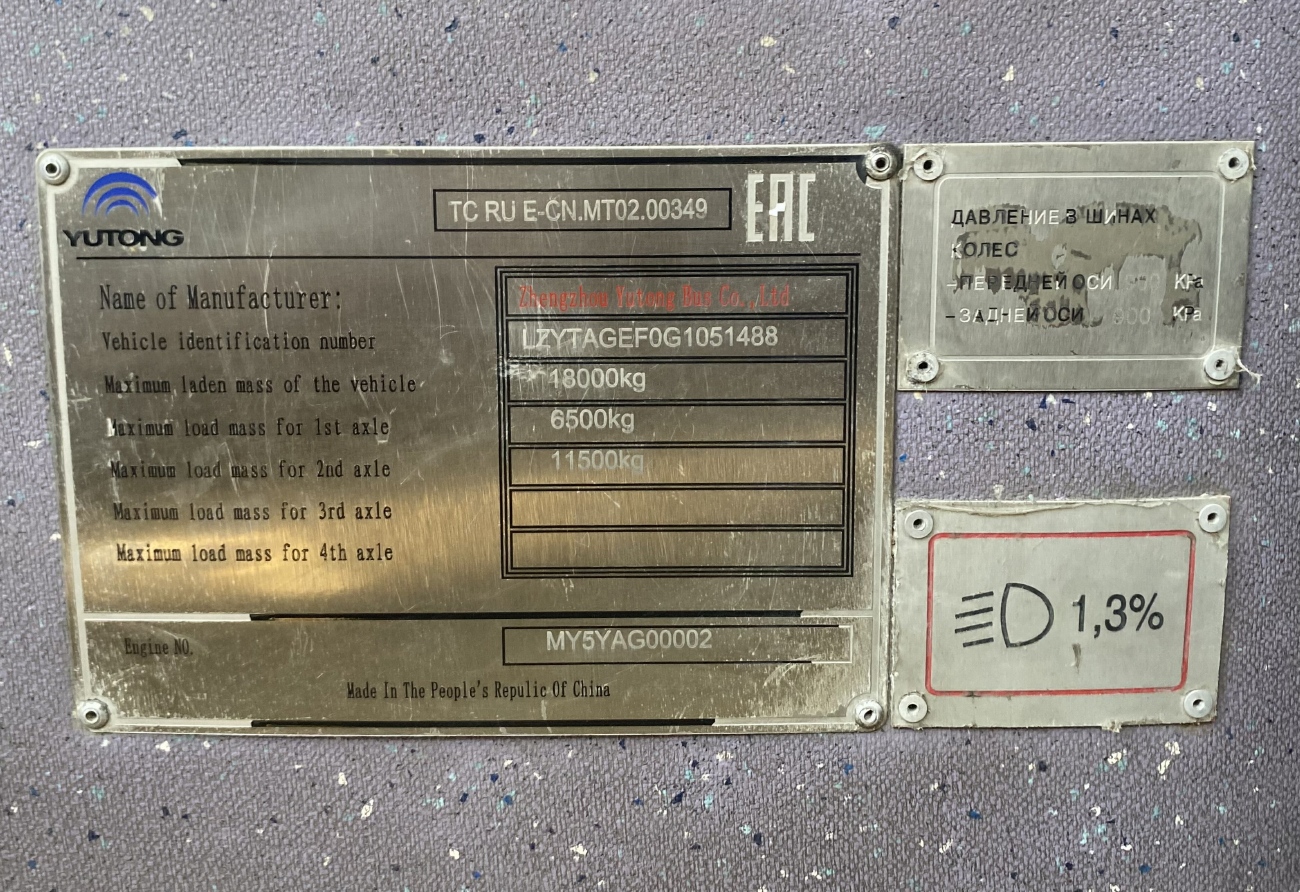 YUTONG
TC RU E-CN.MT02.00349
EAC
Name of Manufacturer: Zhengzhou Yutong Bus Co.,Ltd
Vehicle identification number LZYTAGEF0G1051488
Maximum laden mass of the vehicle 18000kg
Maximum load mass for 1st axle 6500kg
Maximum load mass for 2nd axle 11500kg
Maximum load mass for 3rd axle
Maximum load mass for 4th axle
Engine NO. MY5YAG00002
Made In The People's Repulic Of China
ДАВЛЕНИЕ В ШИНАХ
КОЛЕС
-ПЕРЕДНЕЙ ОСИ KPa
-ЗАДНЕЙ ОСИ 900 KPa
1,3%